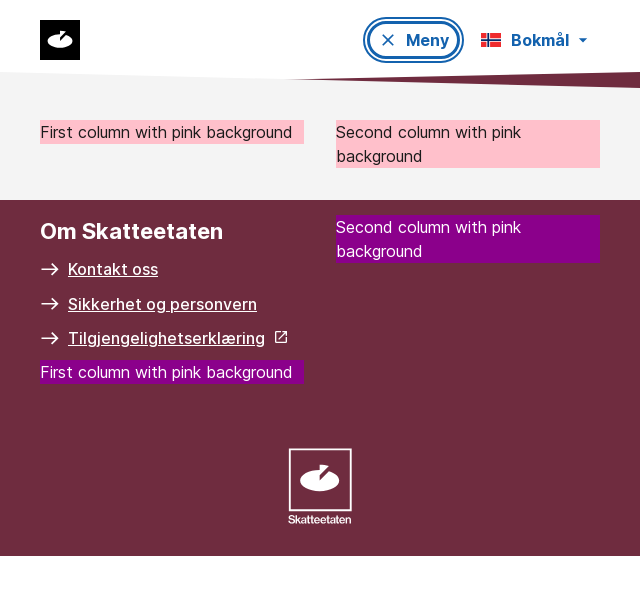 Meny
Bokmål
First column with pink background
Second column with pink
background
Om Skatteetaten
Kontakt oss
Sikkerhet og personvern
Tilgjengelighetserklæring
First column with pink background
Second column with pink
background
Skatteetaten